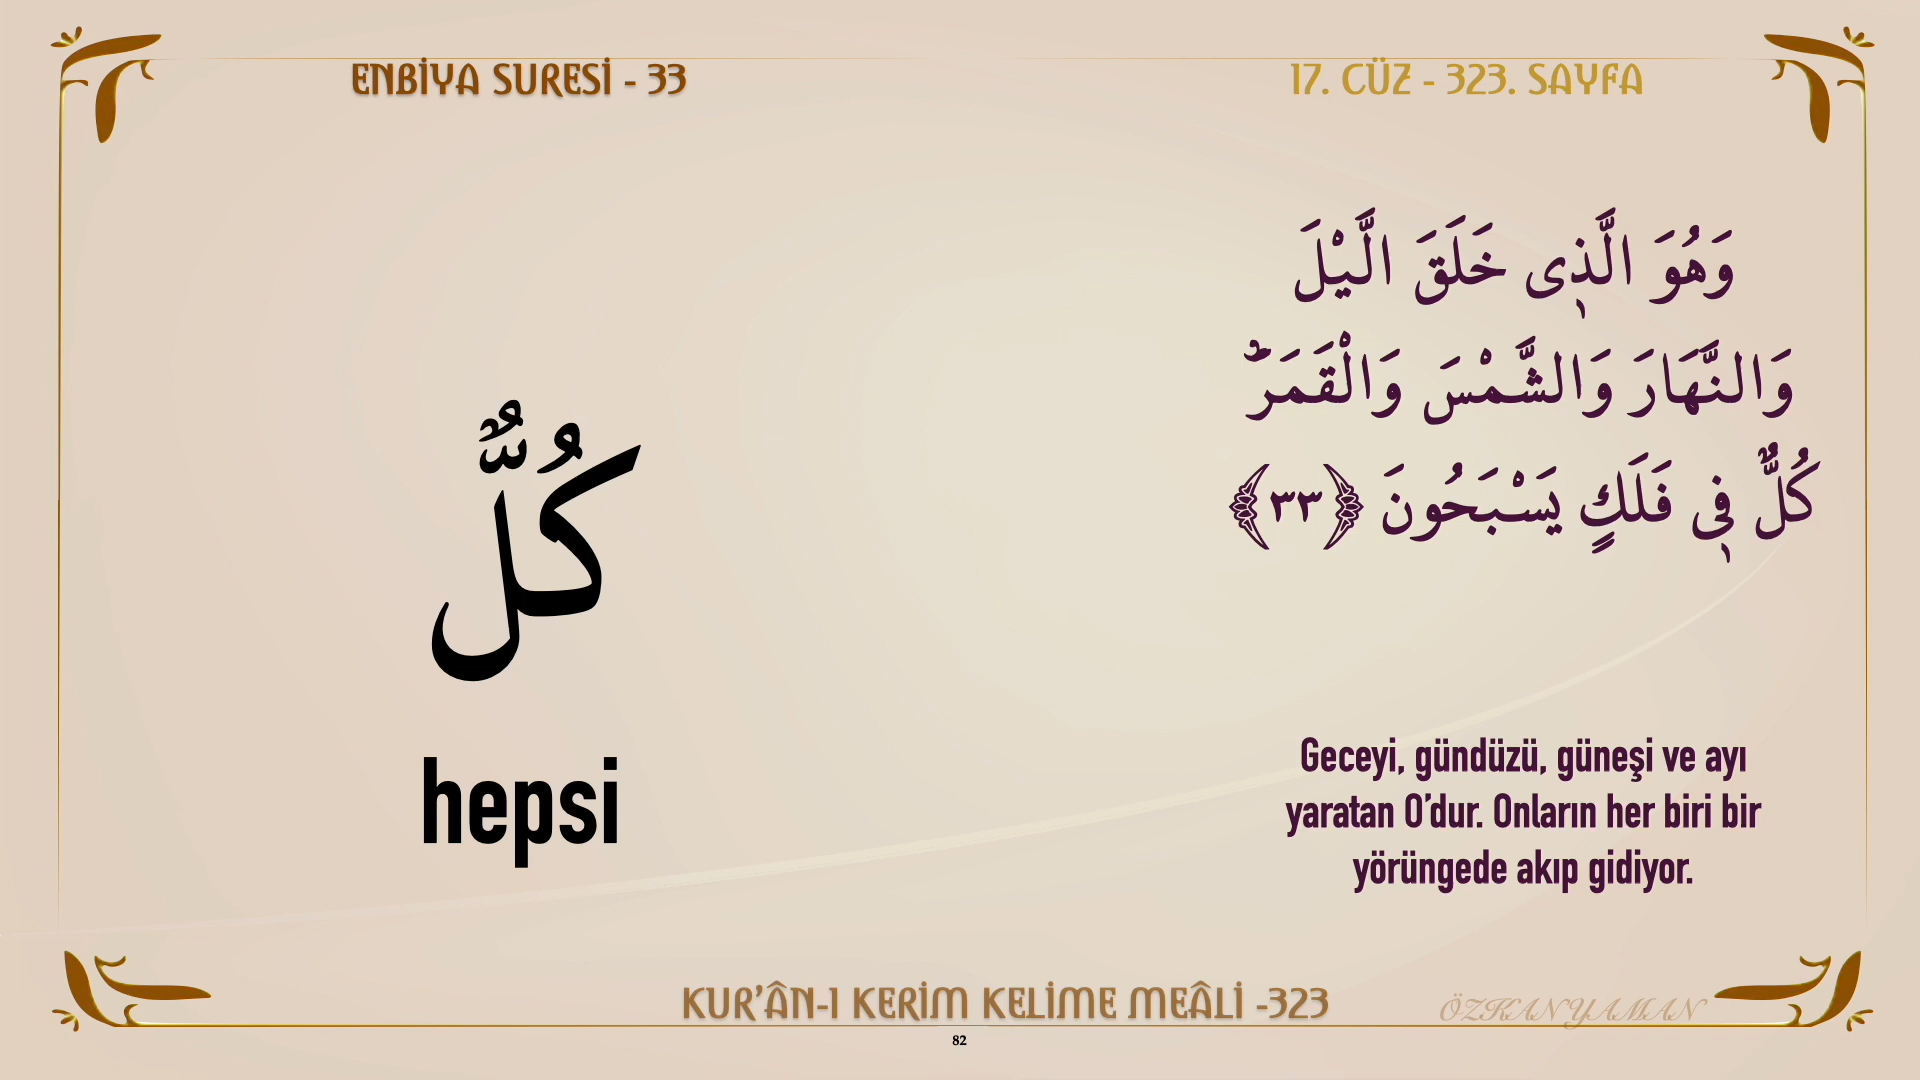 ENBİYA SURESİ - 33
17. CÜZ - 323. SAYFA
وَهُوَ الَّذ۪ى خَلَقَ الَّيْلَ
وَالنَّهَارَ وَالشَّمْسَ وَالْقَمَرَۜ
كُلٌّ ف۪ى فَلَكٍ يَسْبَحُونَ ﴿٣٣﴾
كُلٌّ
hepsi
Geceyi, gündüzü, güneşi ve ayı
yaratan O’dur. Onların her biri bir
yörüngede akıp gidiyor.
KUR’ÂN-I KERİM KELİME MEÂLİ -323
ÖZKAN YAMAN
82